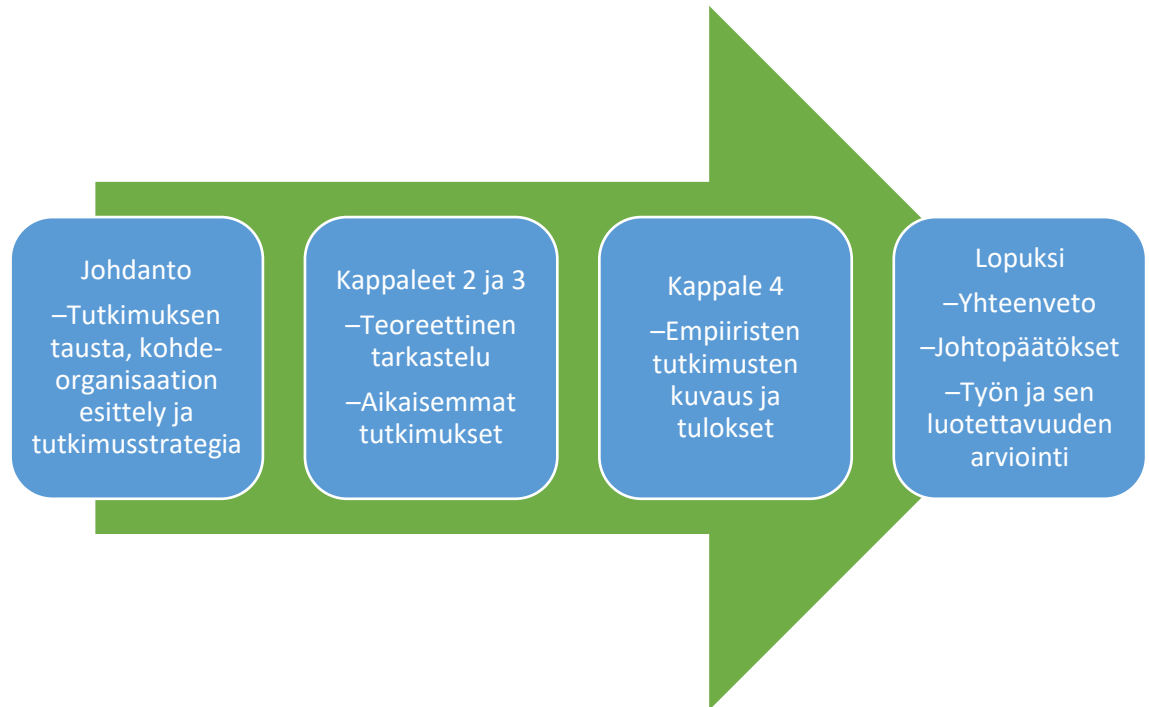 Johdanto
–Tutkimuksen
tausta, kohde-
organisaation
esittely ja
tutkimusstrategia
Kappaleet 2 ja 3
–Teoreettinen
tarkastelu
–Aikaisemmat
tutkimukset
Kappale 4
–Empiiristen
tutkimusten
kuvaus ja
tulokset
Lopuksi
–Yhteenveto
–Johtopäätökset
–Työn ja sen
luotettavuuden
arviointi